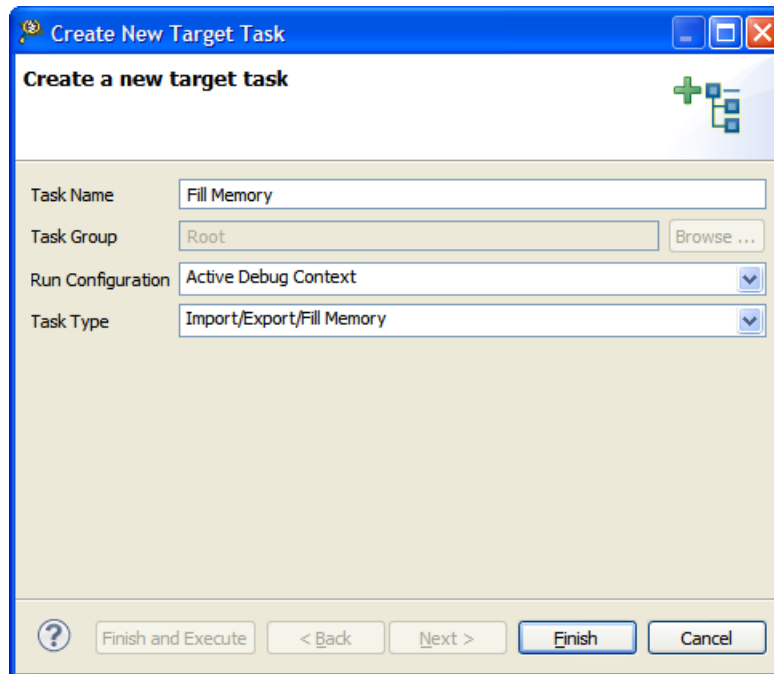 Create New Target Task
Create a new target task
Task Name Fill Memory
Task Group Root Browse ...
Run Configuration Active Debug Context
Task Type Import/Export/Fill Memory
? Finish and Execute < Back Next > Finish Cancel